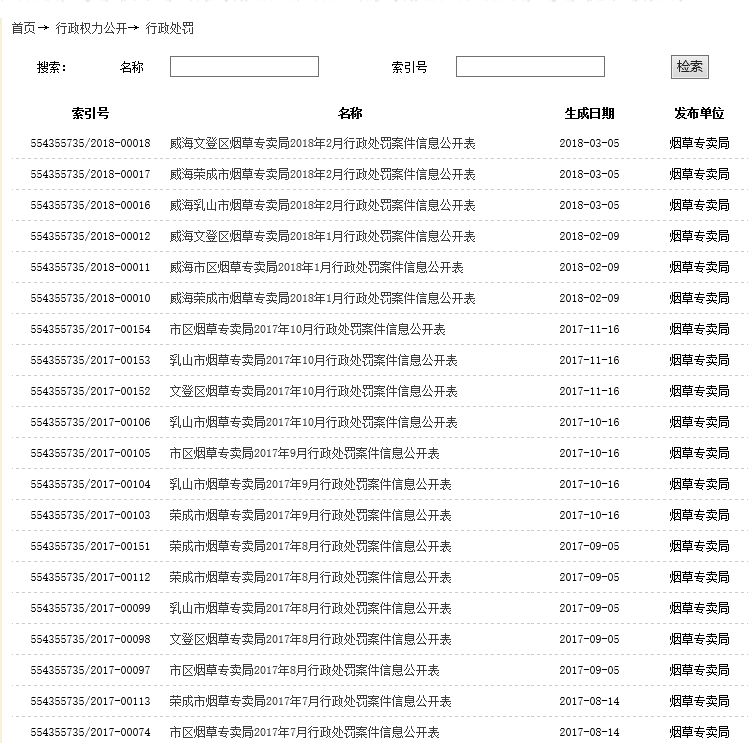 首页→ 行政权力公开→ 行政处罚
搜索： 名称 索引号 检索
索引号 名称 生成日期 发布单位
554355735/2018-00018 威海文登区烟草专卖局2018年2月行政处罚案件信息公开表 2018-03-05 烟草专卖局
554355735/2018-00017 威海荣成市烟草专卖局2018年2月行政处罚案件信息公开表 2018-03-05 烟草专卖局
554355735/2018-00016 威海乳山市烟草专卖局2018年2月行政处罚案件信息公开表 2018-03-05 烟草专卖局
554355735/2018-00012 威海文登区烟草专卖局2018年1月行政处罚案件信息公开表 2018-02-09 烟草专卖局
554355735/2018-00011 威海市区烟草专卖局2018年1月行政处罚案件信息公开表 2018-02-09 烟草专卖局
554355735/2018-00010 威海荣成市烟草专卖局2018年1月行政处罚案件信息公开表 2018-02-09 烟草专卖局
554355735/2017-00154 市区烟草专卖局2017年10月行政处罚案件信息公开表 2017-11-16 烟草专卖局
554355735/2017-00153 乳山市烟草专卖局2017年10月行政处罚案件信息公开表 2017-11-16 烟草专卖局
554355735/2017-00152 文登区烟草专卖局2017年10月行政处罚案件信息公开表 2017-11-16 烟草专卖局
554355735/2017-00106 乳山市烟草专卖局2017年10月行政处罚案件信息公开表 2017-10-16 烟草专卖局
554355735/2017-00105 市区烟草专卖局2017年9月行政处罚案件信息公开表 2017-10-16 烟草专卖局
554355735/2017-00104 乳山市烟草专卖局2017年9月行政处罚案件信息公开表 2017-10-16 烟草专卖局
554355735/2017-00103 荣成市烟草专卖局2017年9月行政处罚案件信息公开表 2017-10-16 烟草专卖局
554355735/2017-00151 荣成市烟草专卖局2017年8月行政处罚案件信息公开表 2017-09-05 烟草专卖局
554355735/2017-00112 荣成市烟草专卖局2017年8月行政处罚案件信息公开表 2017-09-05 烟草专卖局
554355735/2017-00099 乳山市烟草专卖局2017年8月行政处罚案件信息公开表 2017-09-05 烟草专卖局
554355735/2017-00098 文登区烟草专卖局2017年8月行政处罚案件信息公开表 2017-09-05 烟草专卖局
554355735/2017-00097 市区烟草专卖局2017年8月行政处罚案件信息公开表 2017-09-05 烟草专卖局
554355735/2017-00113 荣成市烟草专卖局2017年7月行政处罚案件信息公开表 2017-08-14 烟草专卖局
554355735/2017-00074 市区烟草专卖局2017年7月行政处罚案件信息公开表 2017-08-14 烟草专卖局